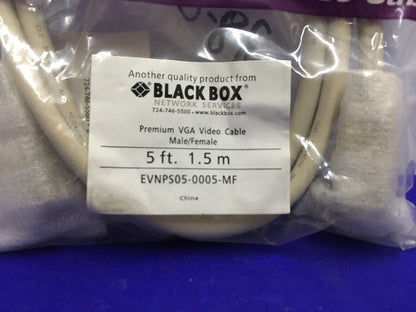 Another quality product from
BLACK BOX
NETWORK SERVICES
724-746-5500 • www.blackbox.com
Premium VGA Video Cable
Male/Female
5 ft. 1.5 m
EVNPS05-0005-MF
China